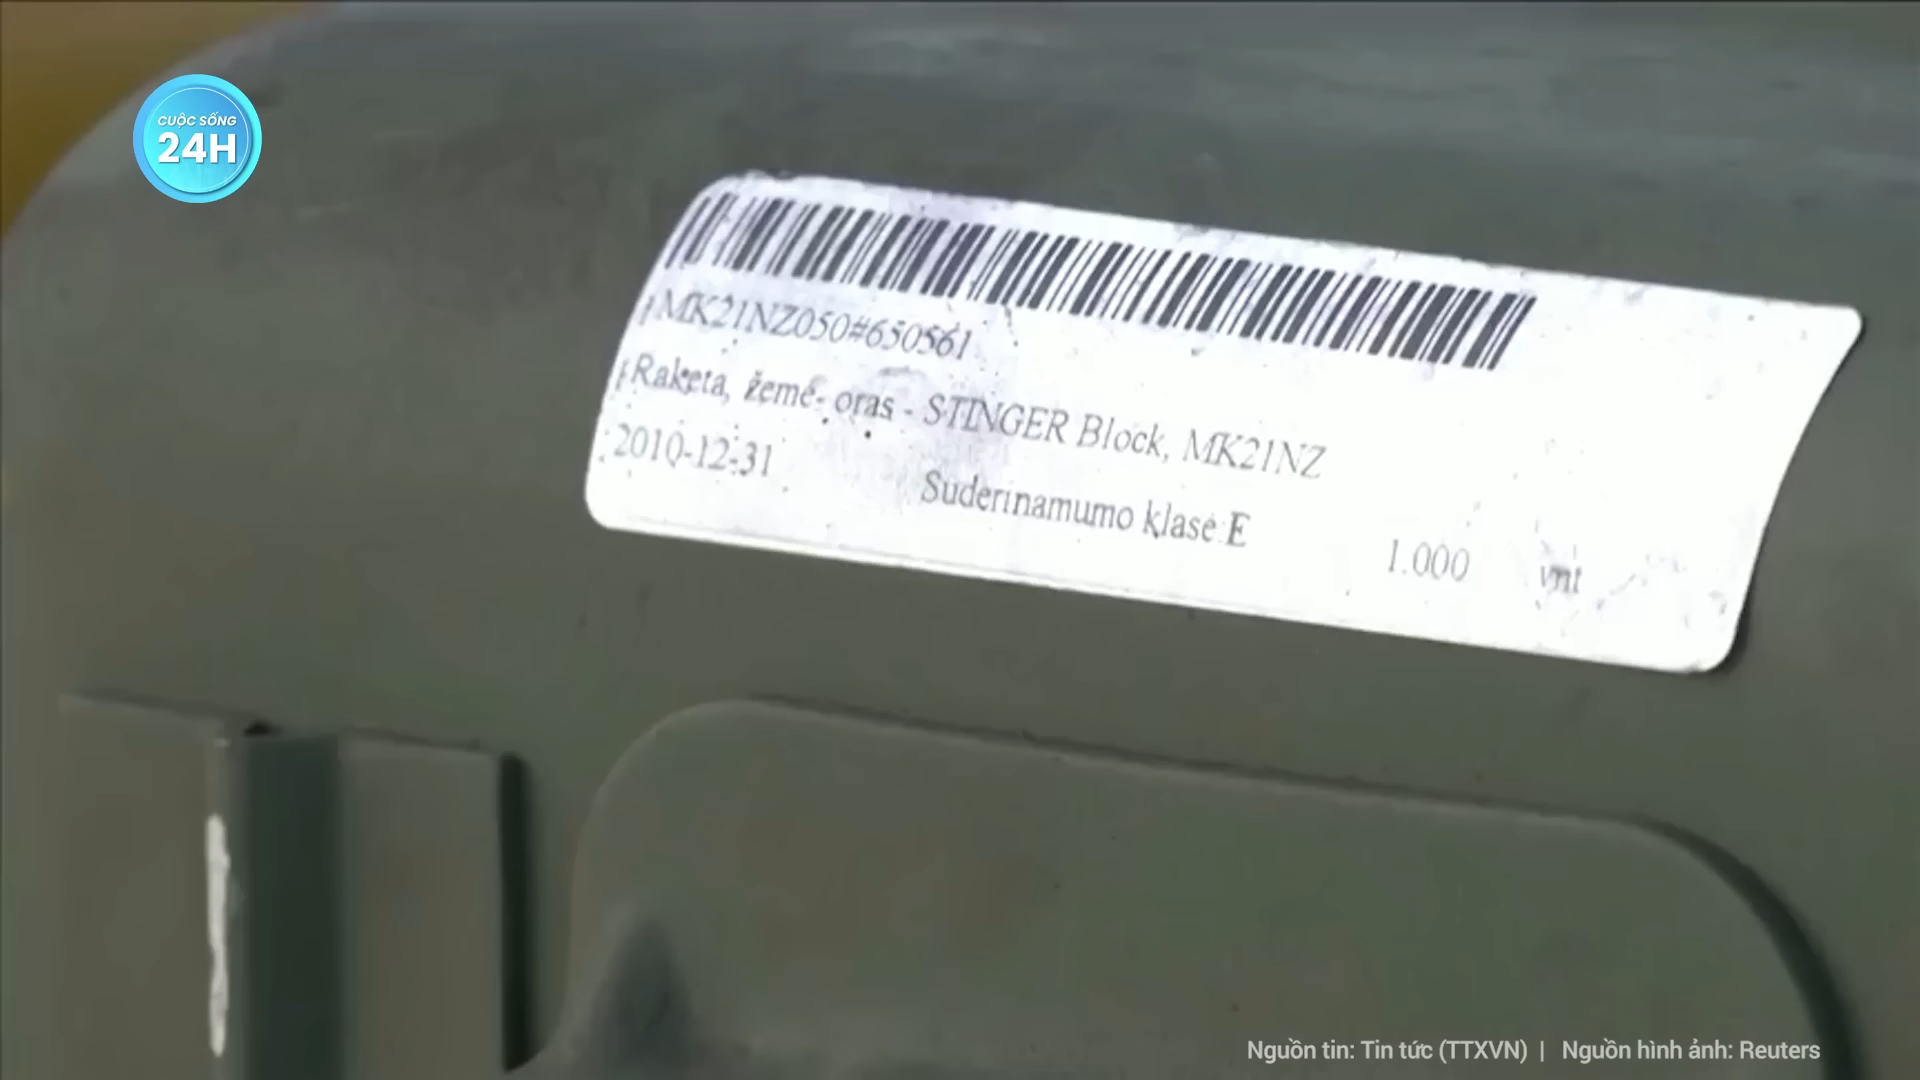 CUỘC SỐNG
24H
MK21NZ050#650561
Raketa, žemė- oras - STINGER Block, MK21NZ
2010-12-31
Suderinamumo klasė E
1.000 vnt
Nguồn tin: Tin tức (TTXVN) | Nguồn hình ảnh: Reuters